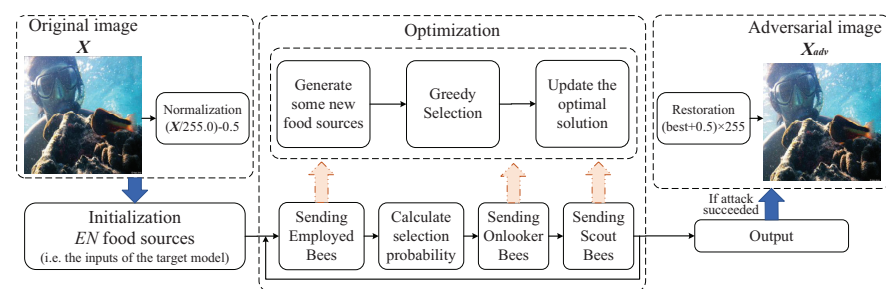 Original image
X
Normalization
(X/255.0)-0.5
Initialization
EN food sources
(i.e. the inputs of the target model)
Optimization
Generate
some new
food sources
Greedy
Selection
Update the
optimal
solution
Sending
Employed
Bees
Calculate
selection
probability
Sending
Onlooker
Bees
Sending
Scout
Bees
Adversarial image
Xadv
Restoration
(best+0.5)×255
If attack
succeeded
Output